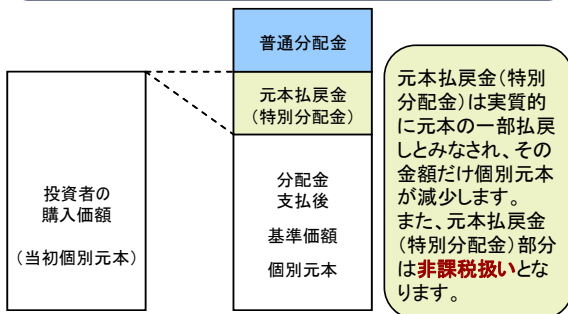 普通分配金
元本払戻金
(特別分配金)
投資者の
購入価額
(当初個別元本)
分配金
支払後
基準価額
個別元本
元本払戻金(特別
分配金)は実質的
に元本の一部払戻
しとみなされ、その
金額だけ個別元本
が減少します。
また、元本払戻金
(特別分配金)部分
は非課税扱いとな
ります。